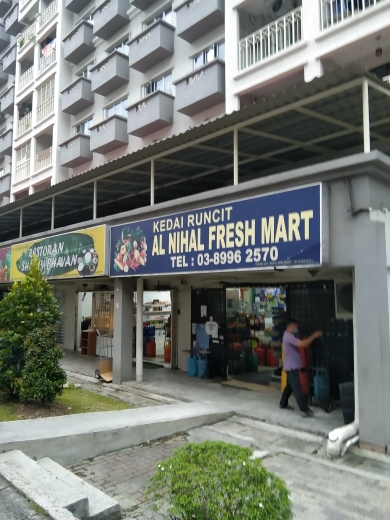 RESTORAN
KEDAI RUNCIT
AL NIHAL FRESH MART
TEL : 03-8996 2570